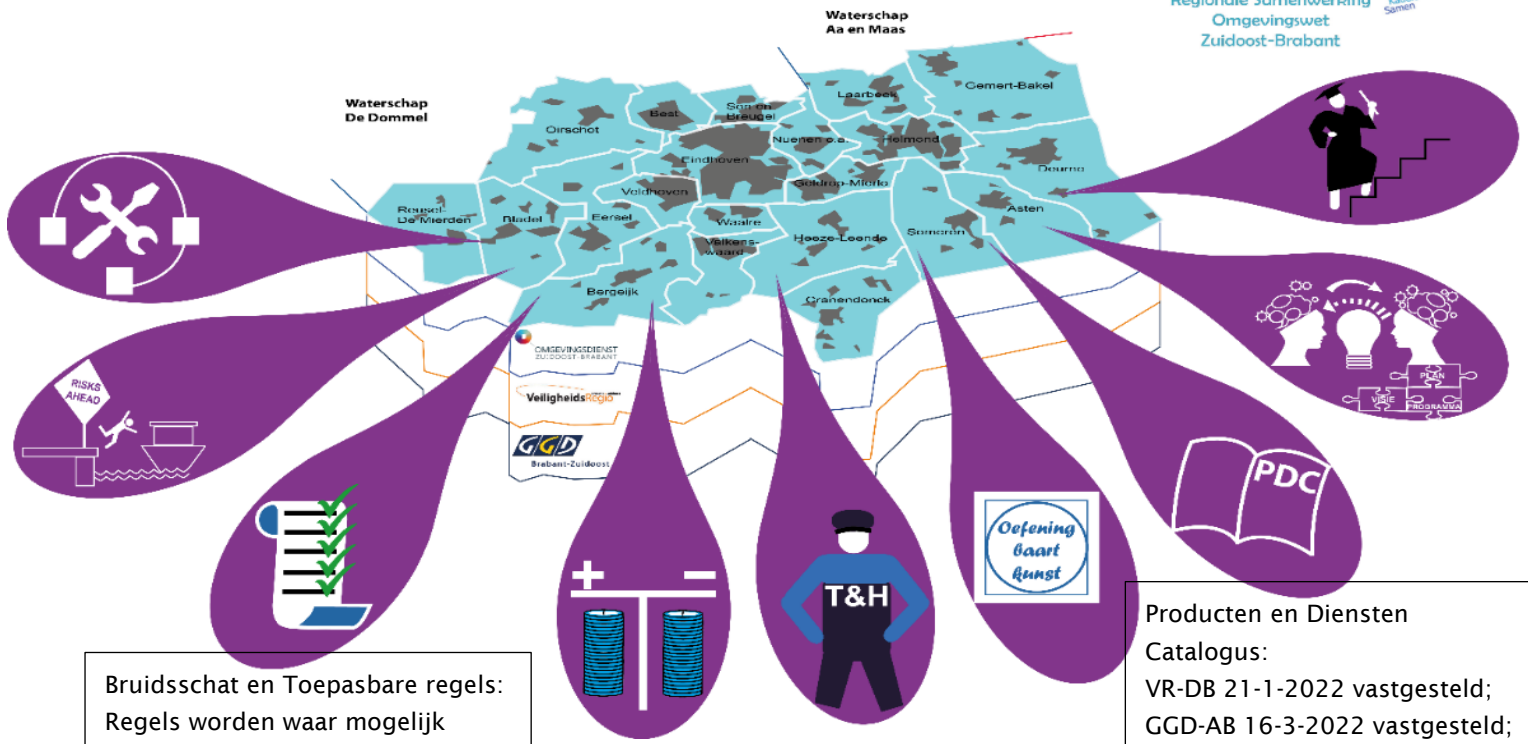 Regionale Samenwerking
Omgevingswet
Zuidoost-Brabant
Samen
Waterschap
Aa en Maas
Waterschap
De Dommel
Gemert-Bakel
Laarbeek
Son en
Breugel
Best
Oirschot
Nuenen c.a.
Helmond
Eindhoven
Deurne
Geldrop-Mierlo
Veldhoven
Reusel-
De Mierden
Bladel
Eersel
Waalre
Asten
Someren
Heeze-Leende
Valkens-
waard
Bergeijk
Cranendonck
OMGEVINGSDIENST
ZUIDOOST-BRABANT
VeiligheidsRegio
GGD
Brabant-Zuidoost
RISKS
AHEAD
PLAN
VISIE
PROGRAMMA
PDC
Oefening
baart
kunst
T&H
+ −
Bruidsschat en Toepasbare regels:
Regels worden waar mogelijk
Producten en Diensten
Catalogus:
VR-DB 21-1-2022 vastgesteld;
GGD-AB 16-3-2022 vastgesteld;